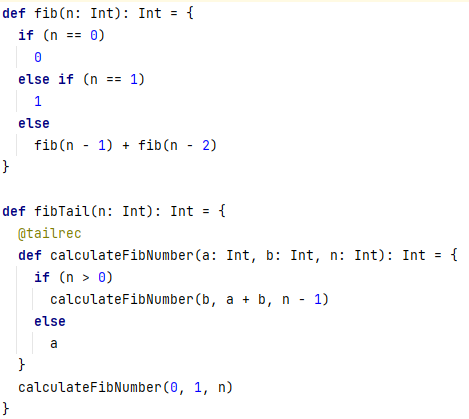 def fib(n: Int): Int = {
  if (n == 0)
    0
  else if (n == 1)
    1
  else
    fib(n - 1) + fib(n - 2)
}

def fibTail(n: Int): Int = {
  @tailrec
  def calculateFibNumber(a: Int, b: Int, n: Int): Int = {
    if (n > 0)
      calculateFibNumber(b, a + b, n - 1)
    else
      a
  }
  calculateFibNumber(0, 1, n)
}